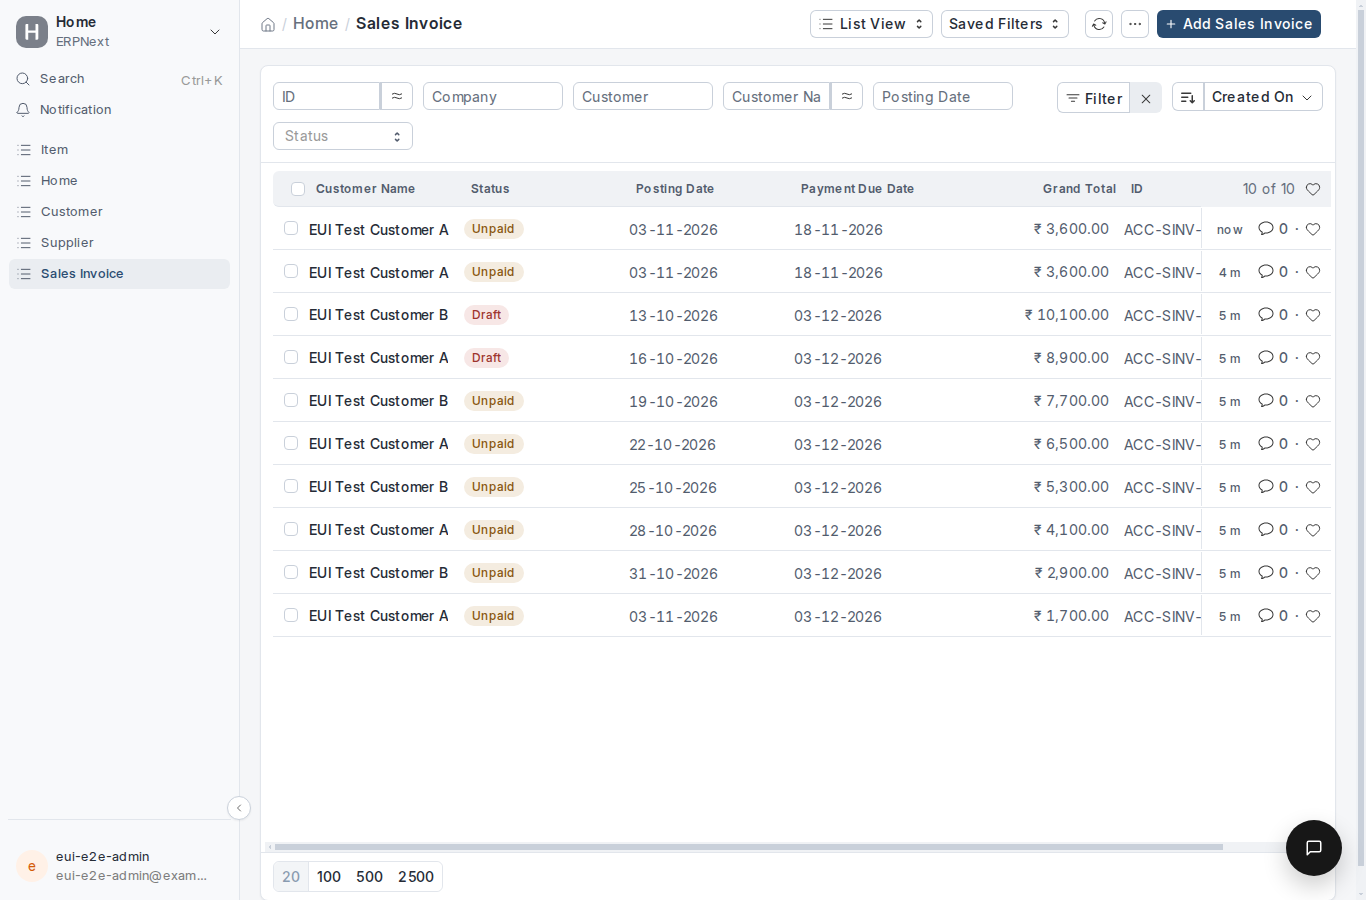 H
Home
ERPNext
Search
Ctrl+K
Notification
Item
Home
Customer
Supplier
Sales Invoice
eui-e2e-admin
eui-e2e-admin@exam...
e
/ Home / Sales Invoice
List View
Saved Filters
+ Add Sales Invoice
ID ≈ Company Customer Customer Na ≈ Posting Date
Filter
Created On
Status
Customer Name Status Posting Date Payment Due Date Grand Total ID 10 of 10
EUI Test Customer A Unpaid 03-11-2026 18-11-2026 ₹ 3,600.00 ACC-SINV- now 0 ·
EUI Test Customer A Unpaid 03-11-2026 18-11-2026 ₹ 3,600.00 ACC-SINV- 4 m 0 ·
EUI Test Customer B Draft 13-10-2026 03-12-2026 ₹ 10,100.00 ACC-SINV- 5 m 0 ·
EUI Test Customer A Draft 16-10-2026 03-12-2026 ₹ 8,900.00 ACC-SINV- 5 m 0 ·
EUI Test Customer B Unpaid 19-10-2026 03-12-2026 ₹ 7,700.00 ACC-SINV- 5 m 0 ·
EUI Test Customer A Unpaid 22-10-2026 03-12-2026 ₹ 6,500.00 ACC-SINV- 5 m 0 ·
EUI Test Customer B Unpaid 25-10-2026 03-12-2026 ₹ 5,300.00 ACC-SINV- 5 m 0 ·
EUI Test Customer A Unpaid 28-10-2026 03-12-2026 ₹ 4,100.00 ACC-SINV- 5 m 0 ·
EUI Test Customer B Unpaid 31-10-2026 03-12-2026 ₹ 2,900.00 ACC-SINV- 5 m 0 ·
EUI Test Customer A Unpaid 03-11-2026 03-12-2026 ₹ 1,700.00 ACC-SINV- 5 m 0 ·
20 100 500 2500